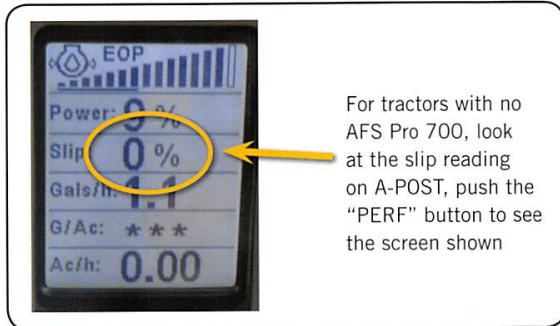 EOP
Power: 9 %
Slip 0 %
Gals/h: 1.1
G/Ac: ***
Ac/h: 0.00
For tractors with no
AFS Pro 700, look
at the slip reading
on A-POST, push the
“PERF” button to see
the screen shown